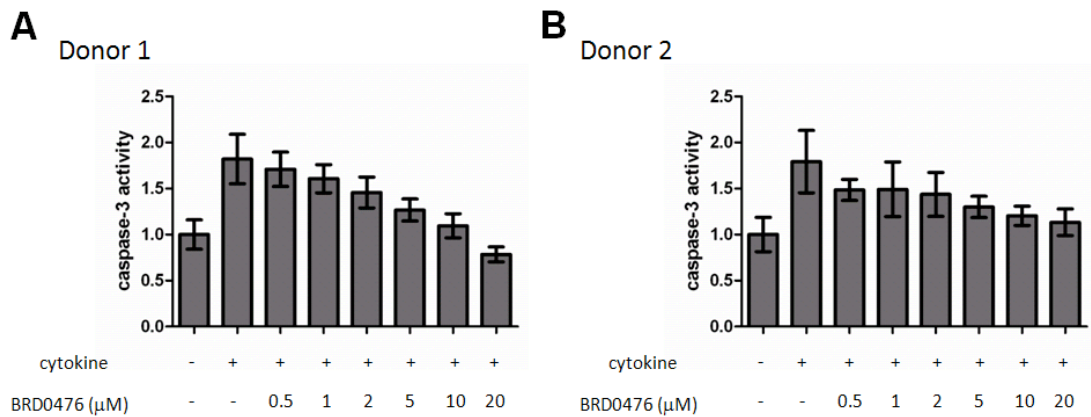 A
Donor 1
caspase-3 activity
2.5
2.0
1.5
1.0
0.5
0.0
cytokine - + + + + + + +
BRD0476 (μM) - - 0.5 1 2 5 10 20
B
Donor 2
caspase-3 activity
2.5
2.0
1.5
1.0
0.5
0.0
cytokine - + + + + + + +
BRD0476 (μM) - - 0.5 1 2 5 10 20